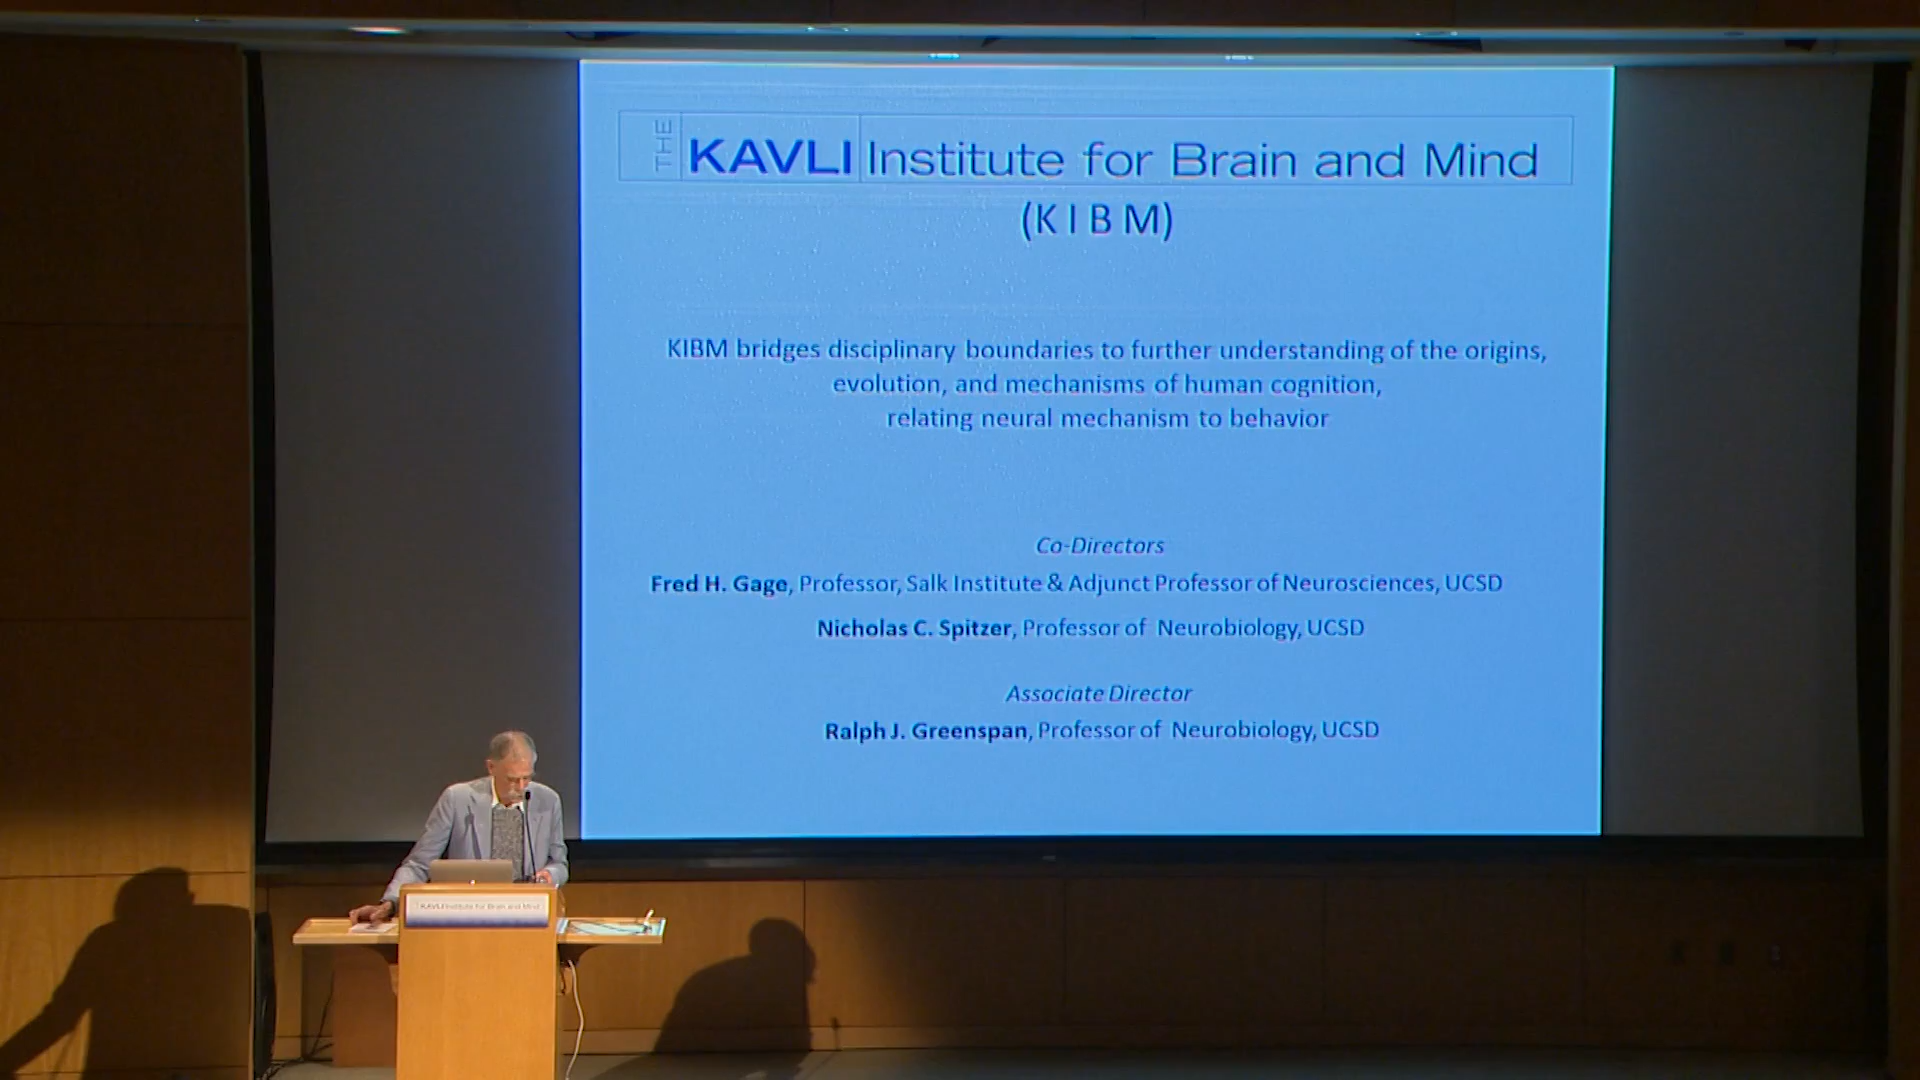 THE KAVLI Institute for Brain and Mind
(K I B M)
KIBM bridges disciplinary boundaries to further understanding of the origins,
evolution, and mechanisms of human cognition,
relating neural mechanism to behavior
Co-Directors
Fred H. Gage, Professor, Salk Institute & Adjunct Professor of Neurosciences, UCSD
Nicholas C. Spitzer, Professor of Neurobiology, UCSD
Associate Director
Ralph J. Greenspan, Professor of Neurobiology, UCSD
KAVLI Institute for Brain and Mind